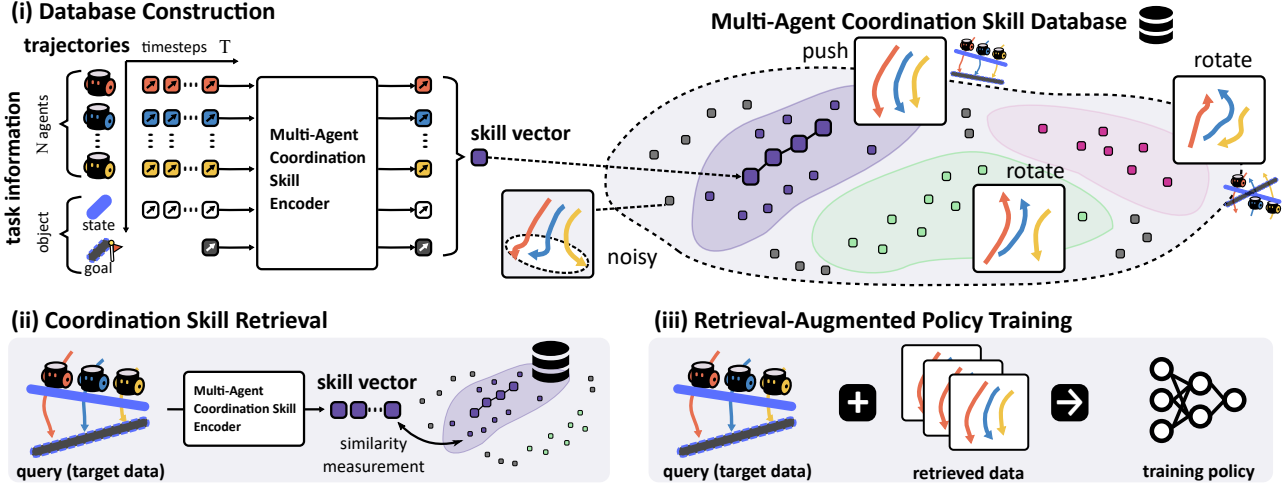 (i) Database Construction
Multi-Agent Coordination Skill Database
trajectories
timesteps T
task information
N agents
object
state
goal
Multi-Agent
Coordination
Skill
Encoder
skill vector
noisy
push
rotate
rotate
(ii) Coordination Skill Retrieval
query (target data)
Multi-Agent
Coordination Skill
Encoder
skill vector
similarity
measurement
(iii) Retrieval-Augmented Policy Training
query (target data)
retrieved data
training policy